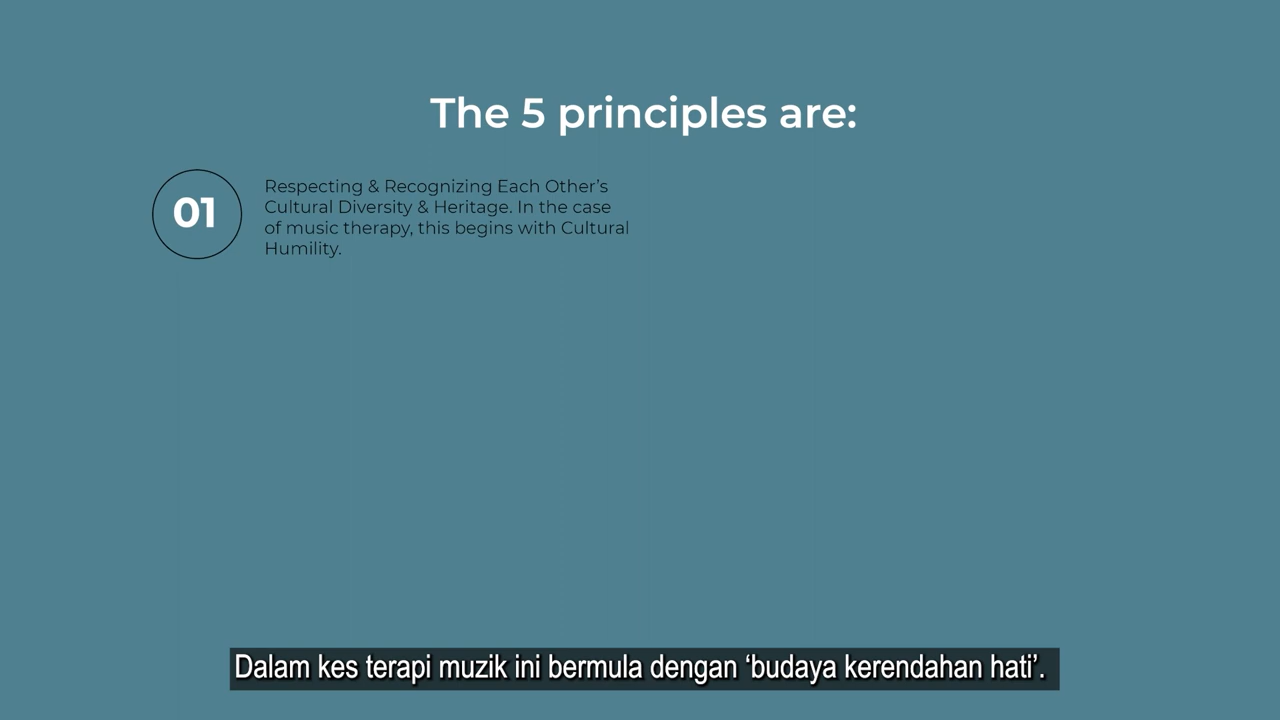 The 5 principles are:
01
Respecting & Recognizing Each Other’s
Cultural Diversity & Heritage. In the case
of music therapy, this begins with Cultural
Humility.
Dalam kes terapi muzik ini bermula dengan ‘budaya kerendahan hati’.